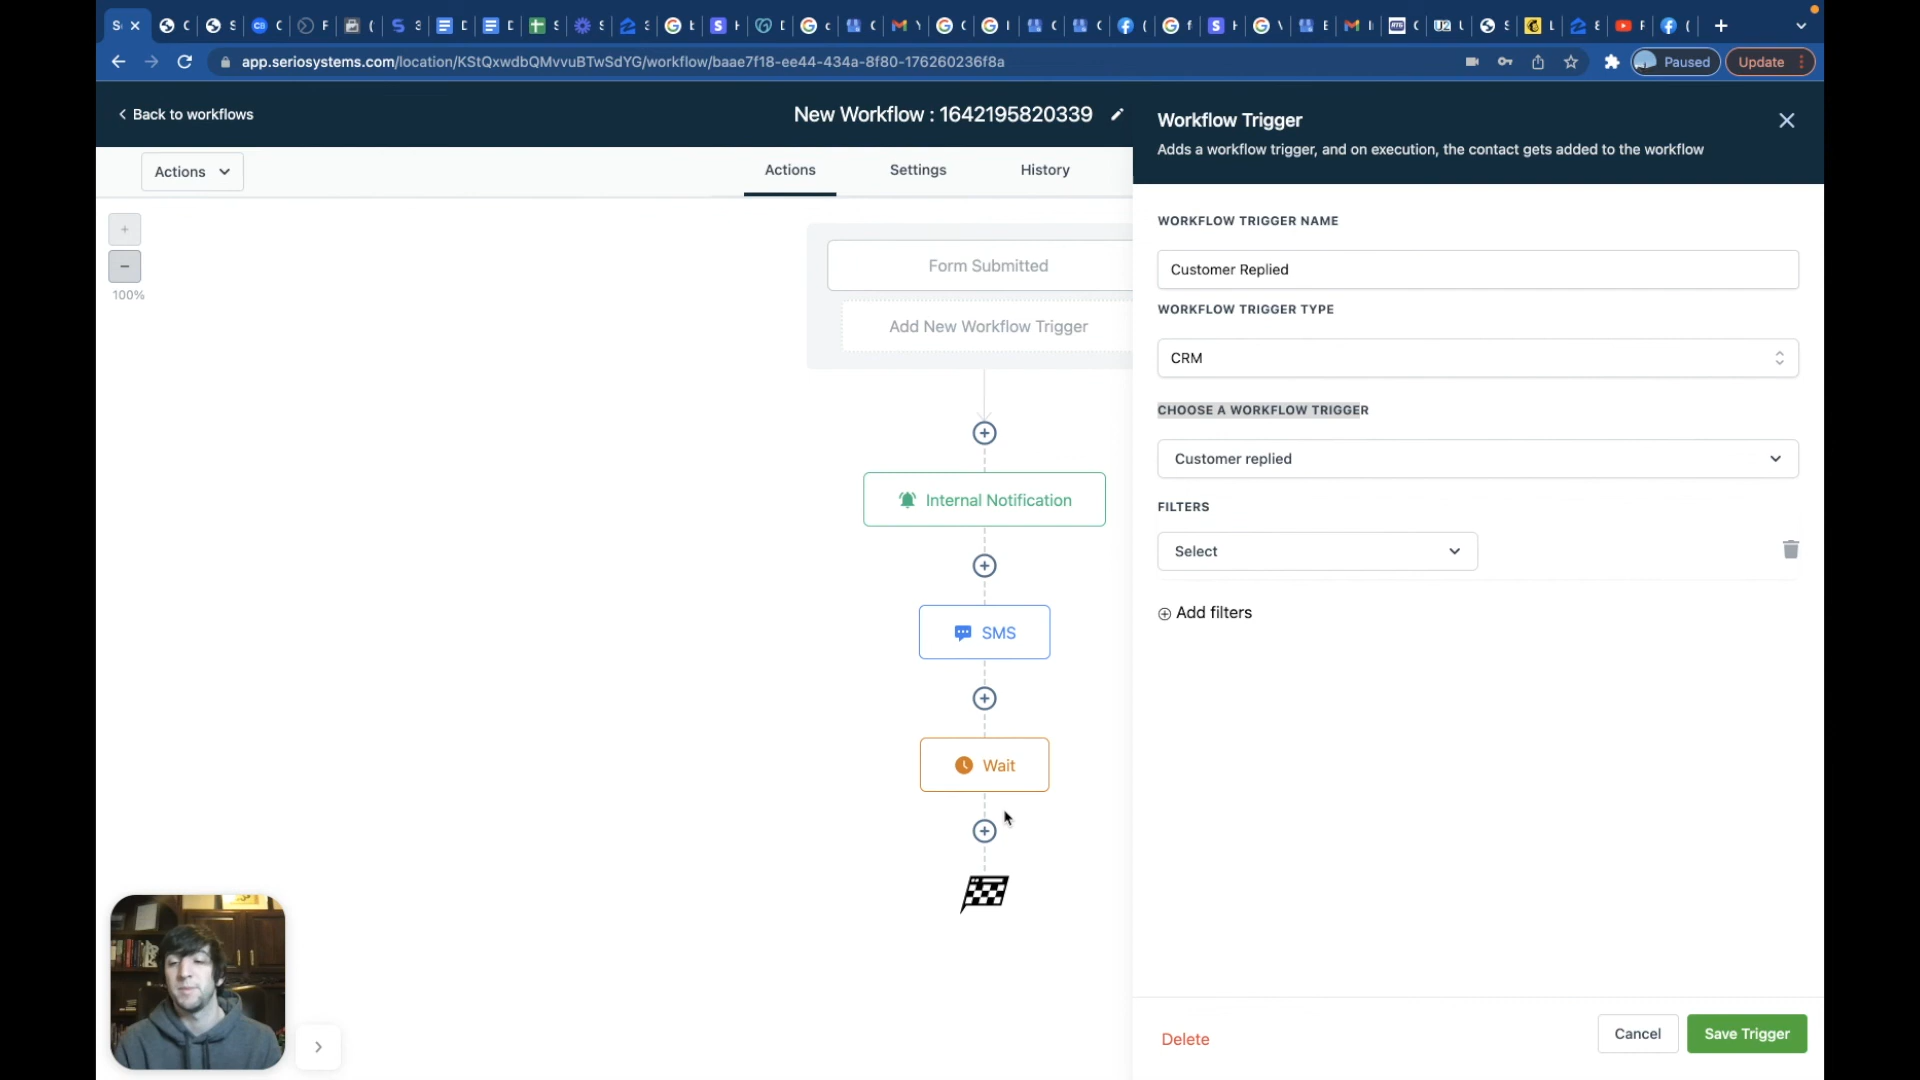 app.seriosystems.com/location/KStQxwdbQMvvuBTwSdYG/workflow/baae7f18-ee44-434a-8f80-176260236f8a
Paused
Update
Back to workflows
New Workflow : 1642195820339
Actions
Actions
Settings
History
100%
Form Submitted
Add New Workflow Trigger
Internal Notification
SMS
Wait
Workflow Trigger
Adds a workflow trigger, and on execution, the contact gets added to the workflow
WORKFLOW TRIGGER NAME
Customer Replied
WORKFLOW TRIGGER TYPE
CRM
CHOOSE A WORKFLOW TRIGGER
Customer replied
FILTERS
Select
Add filters
Delete
Cancel
Save Trigger